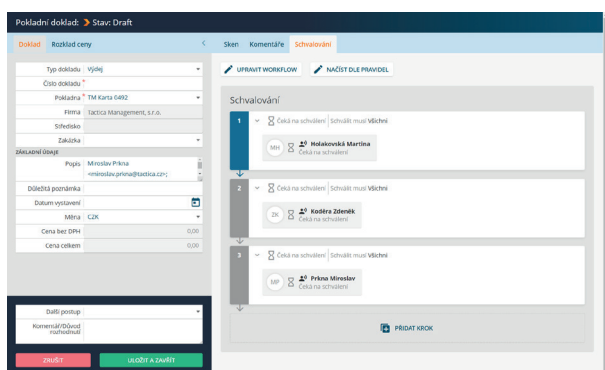 Pokladní doklad: Stav: Draft
Doklad Rozklad ceny
Sken Komentáře Schvalování
Typ dokladu Výdej
Číslo dokladu *
Pokladna * TM Karta 0492
Firma Tactica Management, s.r.o.
Středisko
Zakázka
ZÁKLADNÍ ÚDAJE
Popis Miroslav Prkna
<miroslav.prkna@tactica.cz>;
Důležitá poznámka
Datum vystavení
Měna CZK
Cena bez DPH 0,00
Cena celkem 0,00
Další postup
Komentář/Důvod
rozhodnutí
ZRUŠIT ULOŽIT A ZAVŘÍT
UPRAVIT WORKFLOW NAČÍST DLE PRAVIDEL
Schvalování
1 Čeká na schválení Schválit musí Všichni
MH Holakovská Martina
Čeká na schválení
2 Čeká na schválení Schválit musí Všichni
ZK Koděra Zdeněk
Čeká na schválení
3 Čeká na schválení Schválit musí Všichni
MP Prkna Miroslav
Čeká na schválení
PŘIDAT KROK